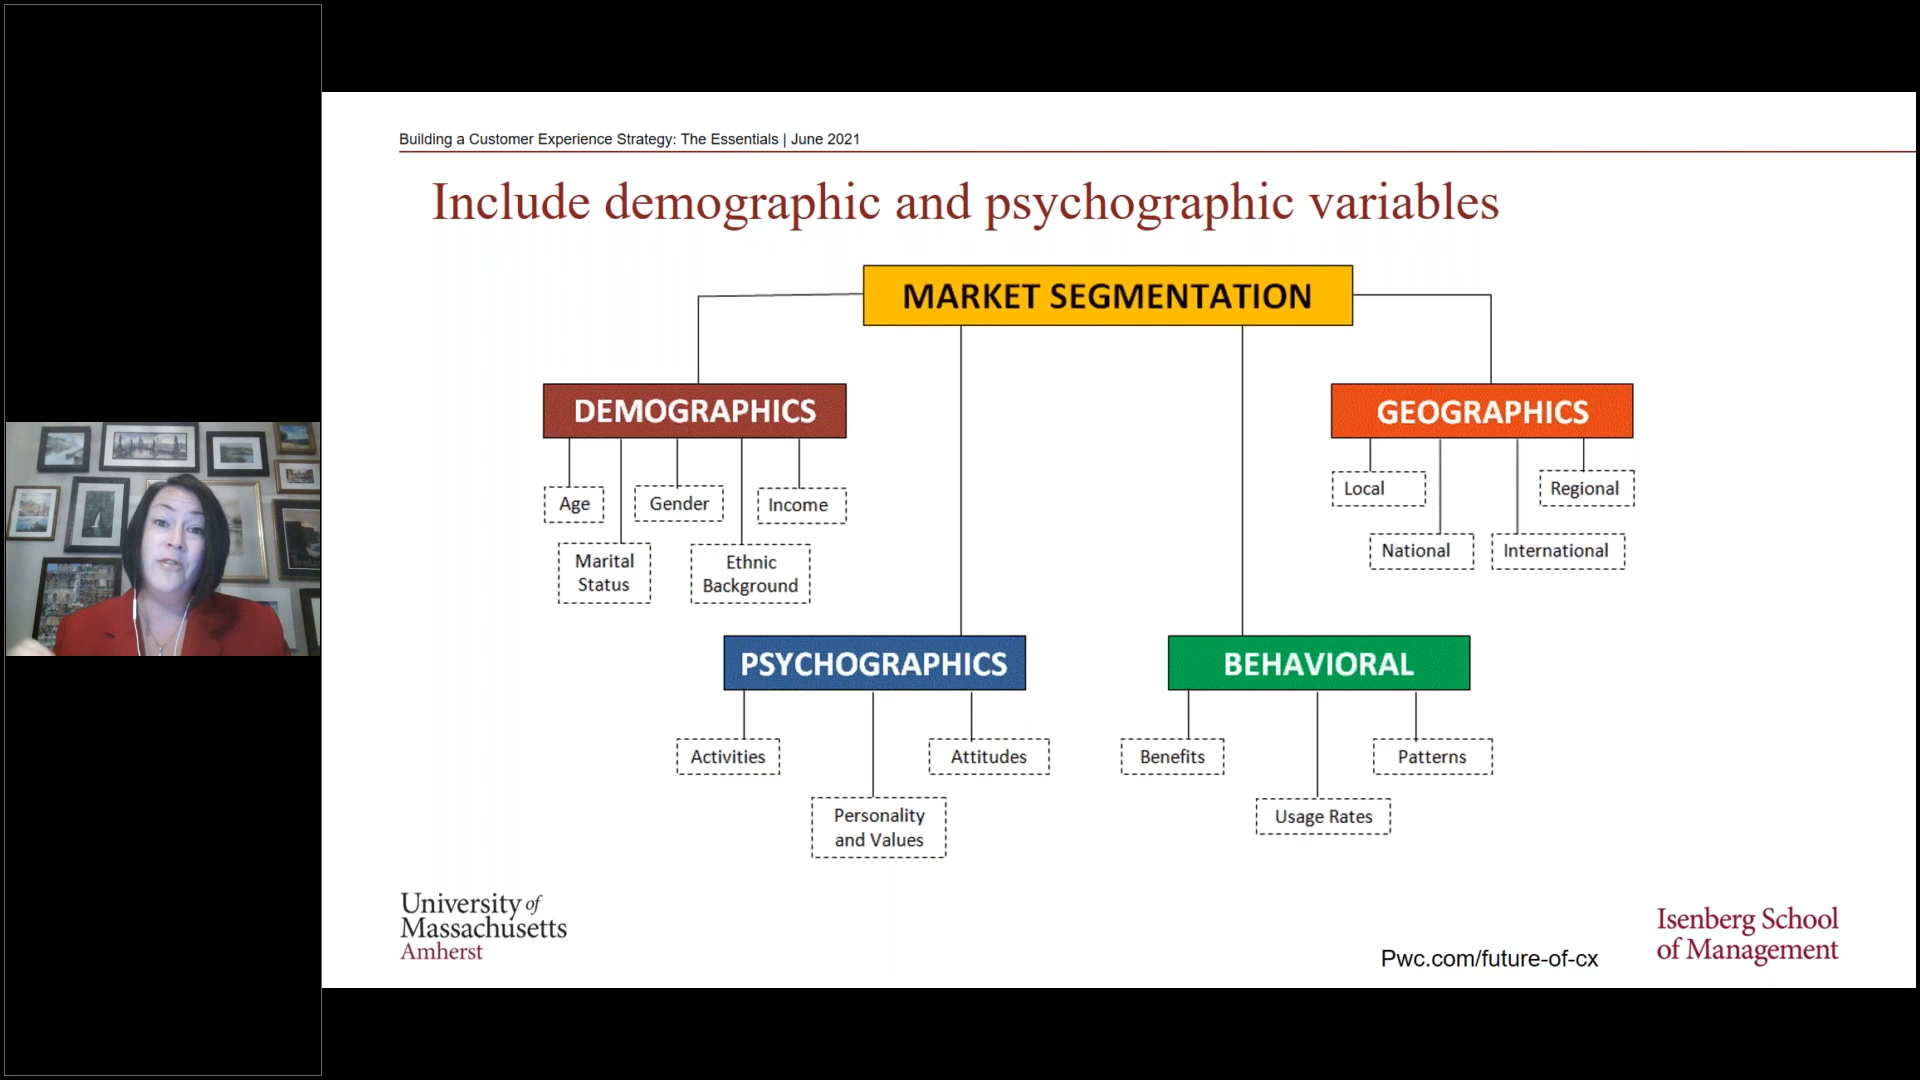 Building a Customer Experience Strategy: The Essentials | June 2021
Include demographic and psychographic variables
MARKET SEGMENTATION
DEMOGRAPHICS
Age
Gender
Income
Marital
Status
Ethnic
Background
GEOGRAPHICS
Local
Regional
National
International
PSYCHOGRAPHICS
Activities
Attitudes
Personality
and Values
BEHAVIORAL
Benefits
Patterns
Usage Rates
University of
Massachusetts
Amherst
Pwc.com/future-of-cx
Isenberg School
of Management